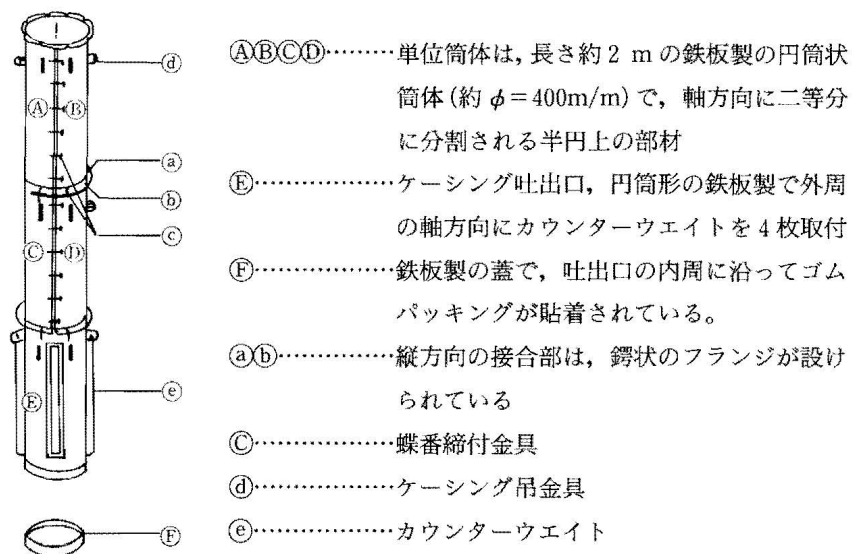 ⒶⒷⒸⒹ………単位筒体は,長さ約2 mの鉄板製の円筒状
筒体(約φ=400m/m)で,軸方向に二等分
に分割される半円上の部材
Ⓔ……………ケーシング吐出口,円筒形の鉄板製で外周
の軸方向にカウンターウエイトを4枚取付
Ⓕ……………鉄板製の蓋で,吐出口の内周に沿ってゴム
パッキングが貼着されている。
ⓐⓑ…………縦方向の接合部は,鍔状のフランジが設け
られている
Ⓒ……………蝶番締付金具
ⓓ……………ケーシング吊金具
ⓔ……………カウンターウエイト
ⓓ
Ⓐ Ⓑ
ⓐ
ⓑ
ⓒ
Ⓒ Ⓓ
ⓔ
Ⓔ
Ⓕ